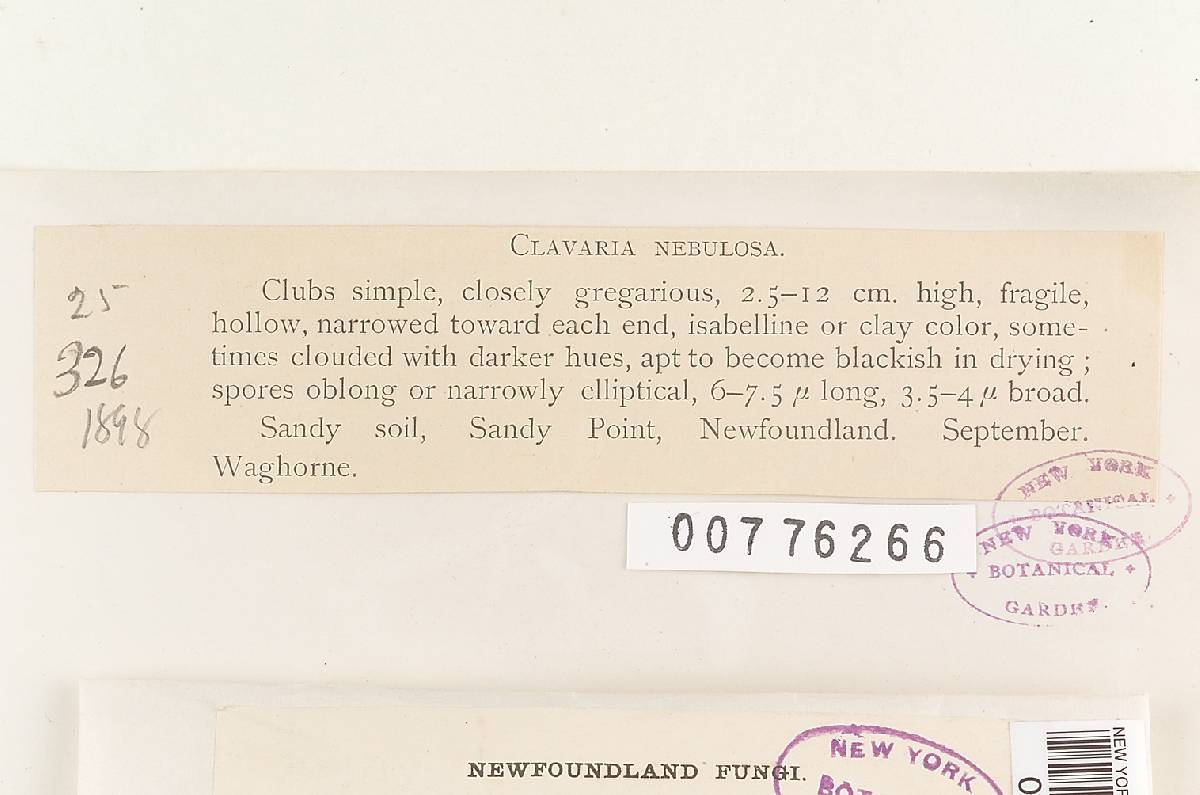 CLAVARIA NEBULOSA.
25
326
1898
Clubs simple, closely gregarious, 2.5–12 cm. high, fragile,
hollow, narrowed toward each end, isabelline or clay color, some-
times clouded with darker hues, apt to become blackish in drying ;
spores oblong or narrowly elliptical, 6–7.5 μ long, 3.5–4 μ broad.
Sandy soil, Sandy Point, Newfoundland. September.
Waghorne.
NEW YORK
BOTANICAL
GARDEN
00776266
NEW YORK
BOTANICAL
GARDEN
NEWFOUNDLAND FUNGI.
NEW YORK